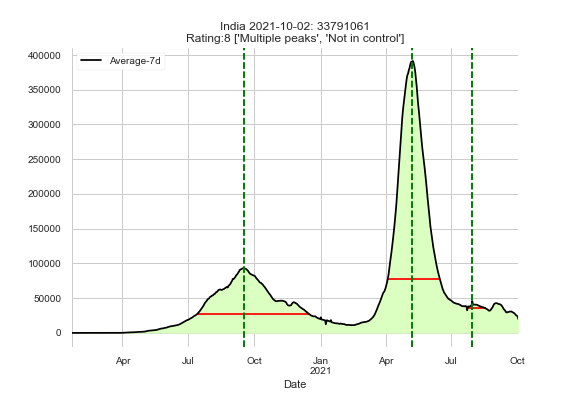 India 2021-10-02: 33791061
Rating:8 ['Multiple peaks', 'Not in control']
Average-7d
400000
350000
300000
250000
200000
150000
100000
50000
0
Apr Jul Oct Jan Apr Jul Oct
2021
Date